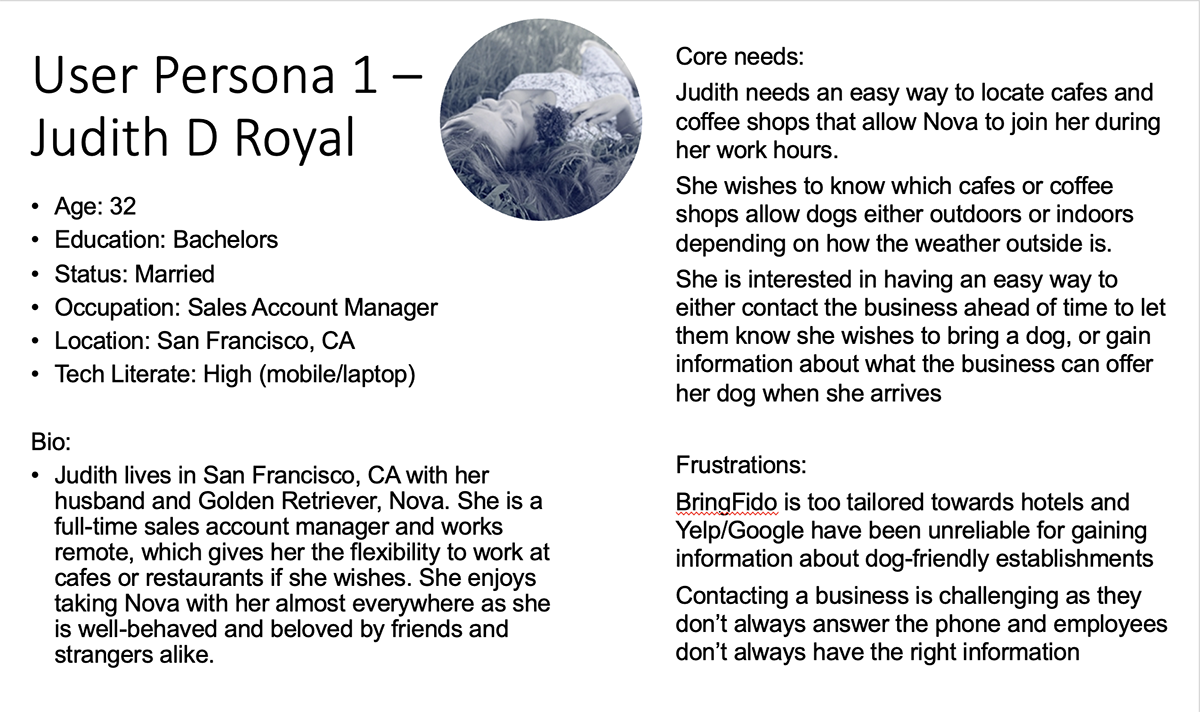 User Persona 1 –
Judith D Royal
• Age: 32
• Education: Bachelors
• Status: Married
• Occupation: Sales Account Manager
• Location: San Francisco, CA
• Tech Literate: High (mobile/laptop)
Bio:
• Judith lives in San Francisco, CA with her
husband and Golden Retriever, Nova. She is a
full-time sales account manager and works
remote, which gives her the flexibility to work at
cafes or restaurants if she wishes. She enjoys
taking Nova with her almost everywhere as she
is well-behaved and beloved by friends and
strangers alike.
Core needs:
Judith needs an easy way to locate cafes and
coffee shops that allow Nova to join her during
her work hours.
She wishes to know which cafes or coffee
shops allow dogs either outdoors or indoors
depending on how the weather outside is.
She is interested in having an easy way to
either contact the business ahead of time to let
them know she wishes to bring a dog, or gain
information about what the business can offer
her dog when she arrives
Frustrations:
BringFido is too tailored towards hotels and
Yelp/Google have been unreliable for gaining
information about dog-friendly establishments
Contacting a business is challenging as they
don’t always answer the phone and employees
don’t always have the right information